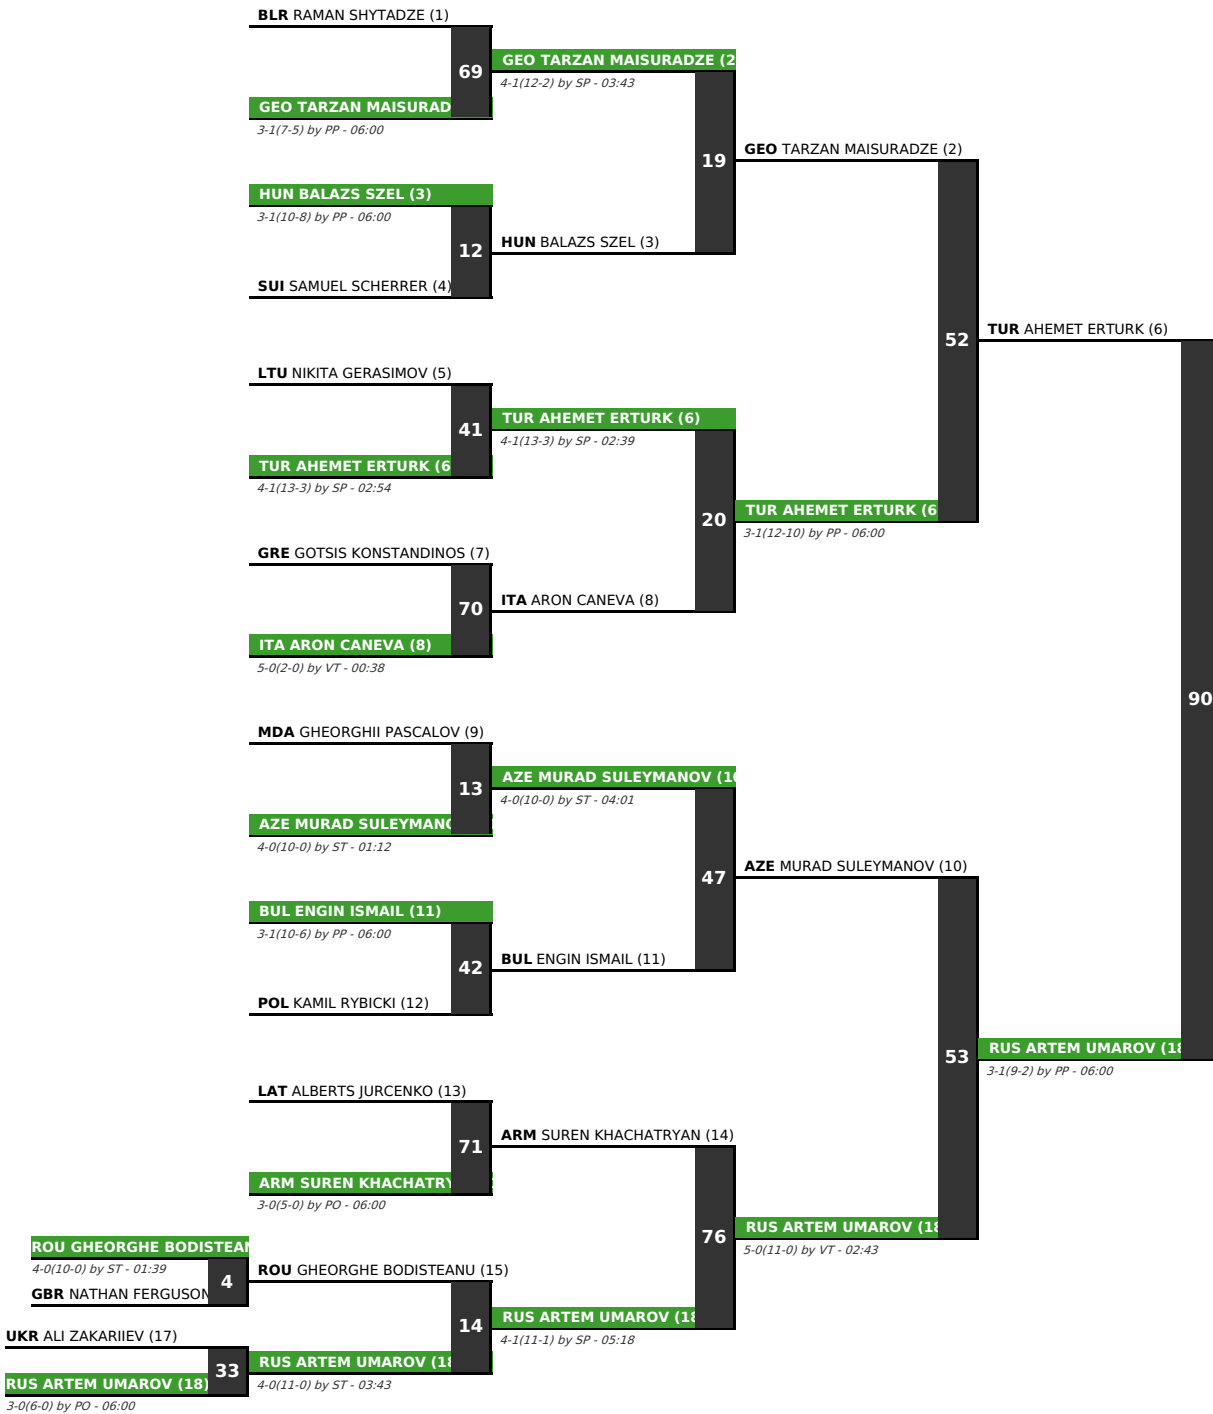 BLR RAMAN SHYTADZE (1)
69
GEO TARZAN MAISURADZE (2
4-1(12-2) by SP - 03:43
GEO TARZAN MAISURAD
3-1(7-5) by PP - 06:00
19
GEO TARZAN MAISURADZE (2)
HUN BALAZS SZEL (3)
3-1(10-8) by PP - 06:00
12
HUN BALAZS SZEL (3)
SUI SAMUEL SCHERRER (4)
52
TUR AHEMET ERTURK (6)
LTU NIKITA GERASIMOV (5)
41
TUR AHEMET ERTURK (6)
4-1(13-3) by SP - 02:39
TUR AHEMET ERTURK (6
4-1(13-3) by SP - 02:54
20
TUR AHEMET ERTURK (6
3-1(12-10) by PP - 06:00
GRE GOTSIS KONSTANDINOS (7)
70
ITA ARON CANEVA (8)
ITA ARON CANEVA (8)
5-0(2-0) by VT - 00:38
90
MDA GHEORGHII PASCALOV (9)
13
AZE MURAD SULEYMANOV (10
4-0(10-0) by ST - 04:01
AZE MURAD SULEYMANO
4-0(10-0) by ST - 01:12
47
AZE MURAD SULEYMANOV (10)
BUL ENGIN ISMAIL (11)
3-1(10-6) by PP - 06:00
42
BUL ENGIN ISMAIL (11)
POL KAMIL RYBICKI (12)
53
RUS ARTEM UMAROV (18
3-1(9-2) by PP - 06:00
LAT ALBERTS JURCENKO (13)
71
ARM SUREN KHACHATRYAN (14)
ARM SUREN KHACHATRY
3-0(5-0) by PO - 06:00
76
RUS ARTEM UMAROV (18
5-0(11-0) by VT - 02:43
ROU GHEORGHE BODISTEAN
4-0(10-0) by ST - 01:39
4
GBR NATHAN FERGUSON
ROU GHEORGHE BODISTEANU (15)
14
RUS ARTEM UMAROV (18
4-1(11-1) by SP - 05:18
UKR ALI ZAKARIIEV (17)
33
RUS ARTEM UMAROV (18
4-0(11-0) by ST - 03:43
RUS ARTEM UMAROV (18)
3-0(6-0) by PO - 06:00